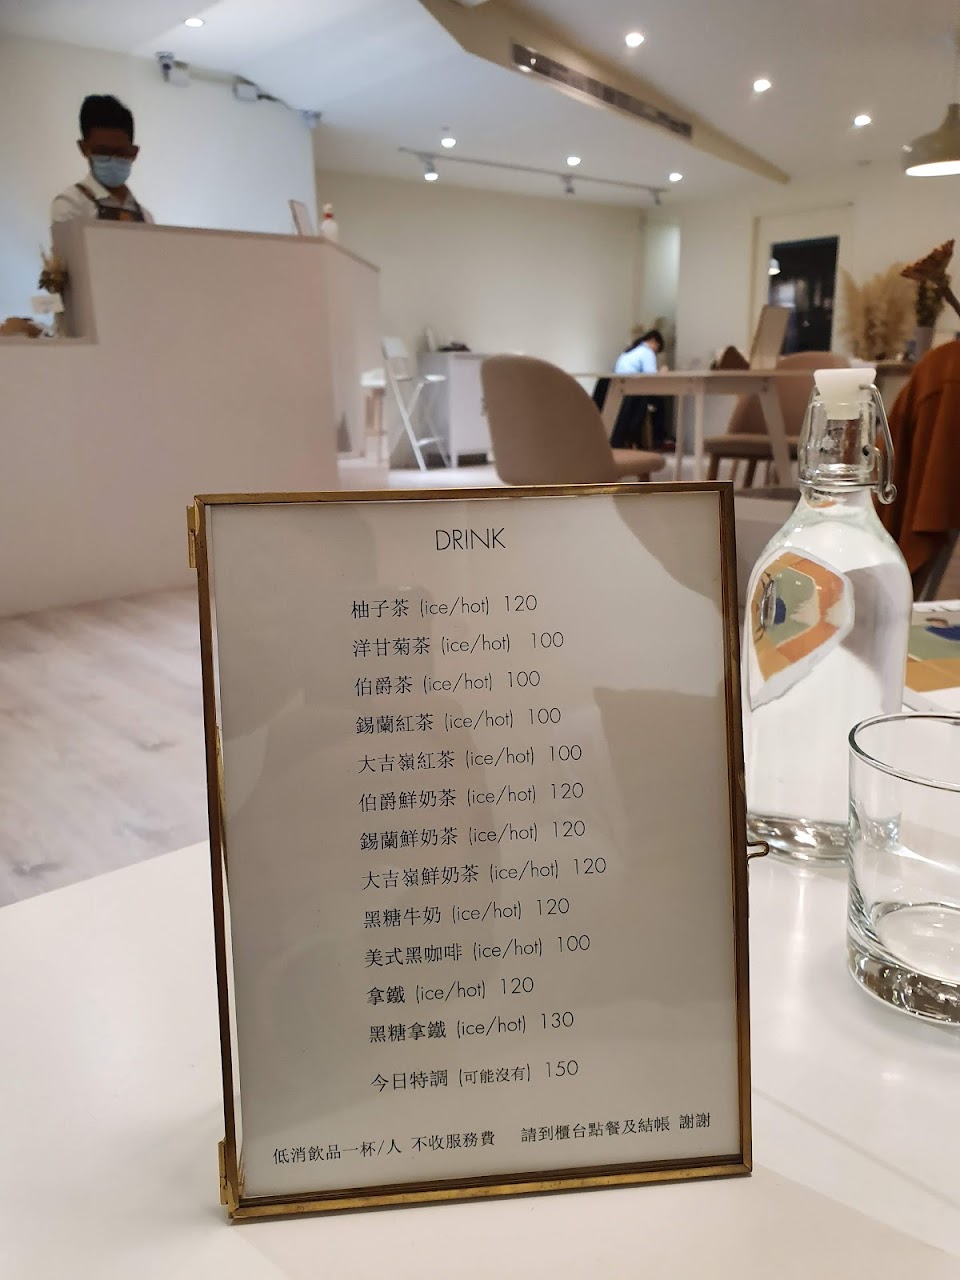 DRINK
柚子茶 (ice/hot) 120
洋甘菊茶 (ice/hot) 100
伯爵茶 (ice/hot) 100
錫蘭紅茶 (ice/hot) 100
大吉嶺紅茶 (ice/hot) 100
伯爵鮮奶茶 (ice/hot) 120
錫蘭鮮奶茶 (ice/hot) 120
大吉嶺鮮奶茶 (ice/hot) 120
黑糖牛奶 (ice/hot) 120
美式黑咖啡 (ice/hot) 100
拿鐵 (ice/hot) 120
黑糖拿鐵 (ice/hot) 130
今日特調 (可能沒有) 150
低消飲品一杯/人 不收服務費 請到櫃台點餐及結帳 謝謝